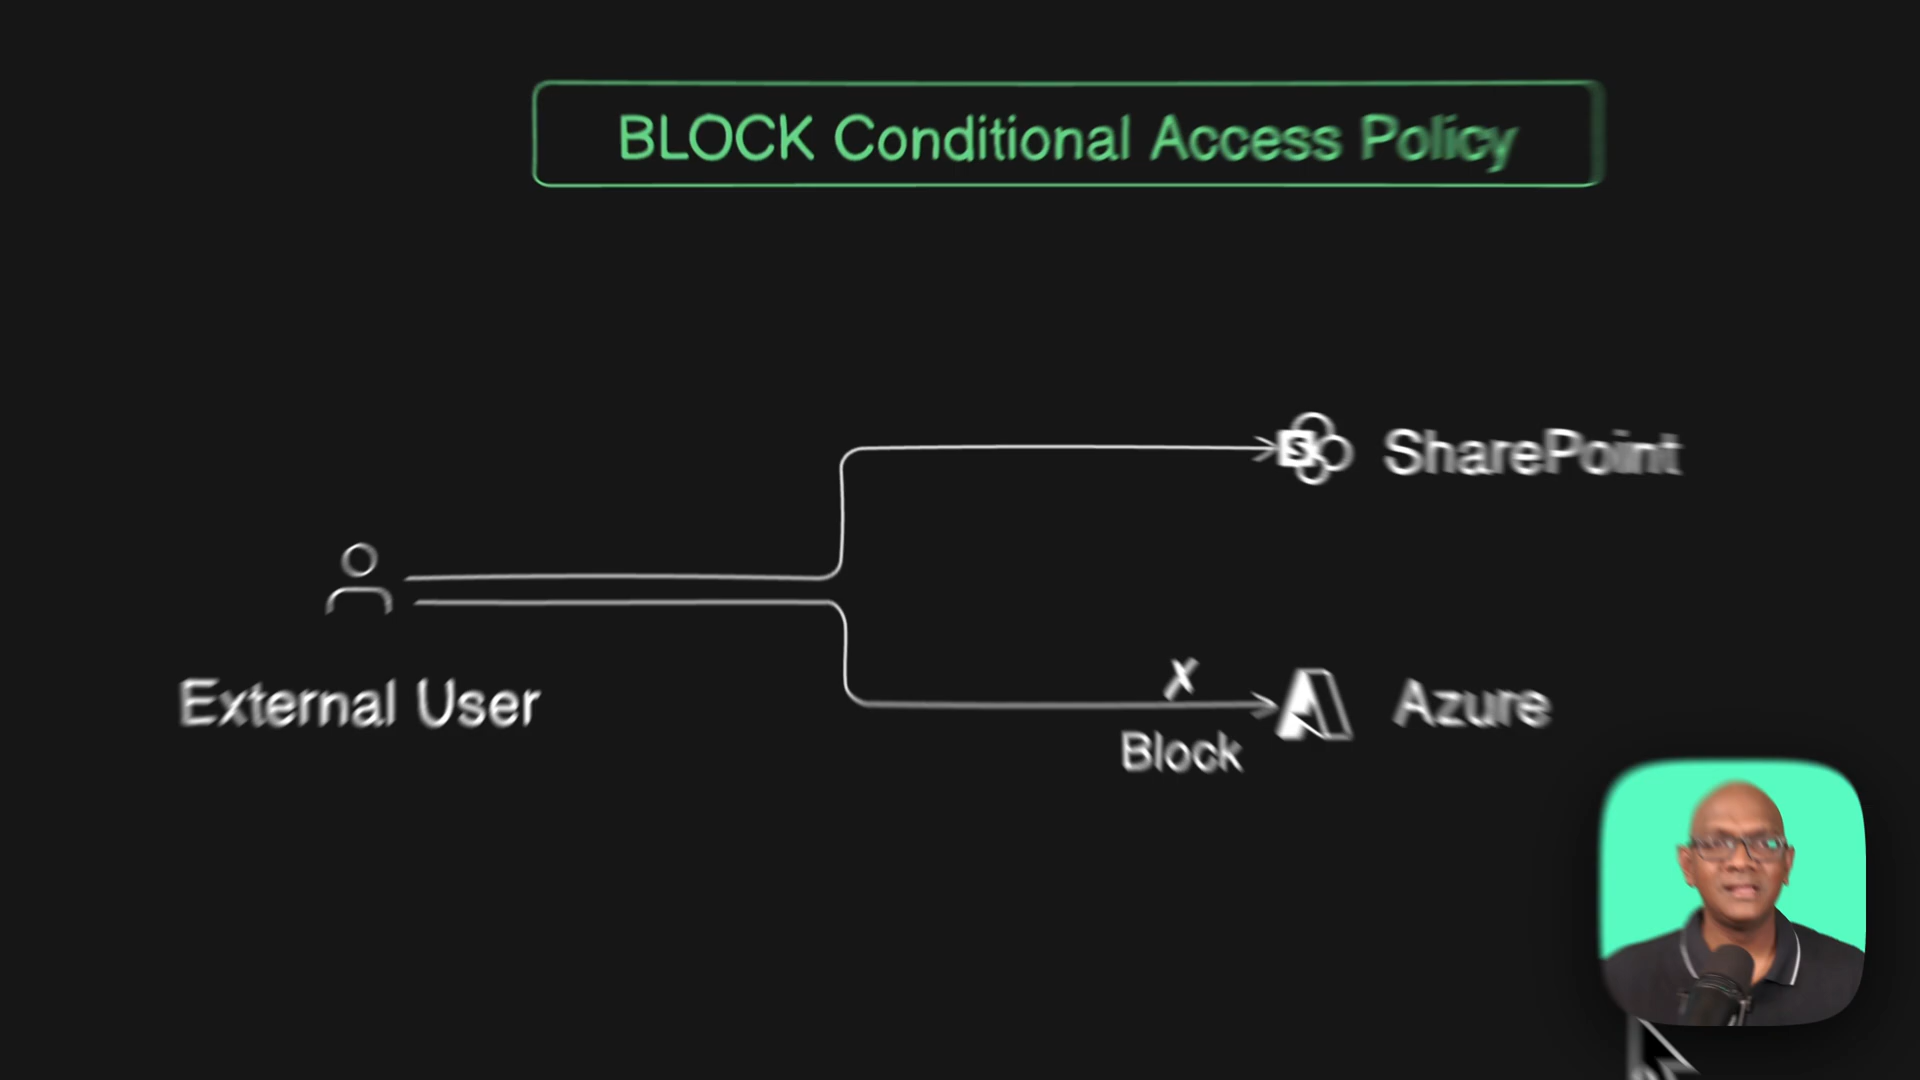 BLOCK Conditional Access Policy
S
SharePoint
External User
X
Block
Azure